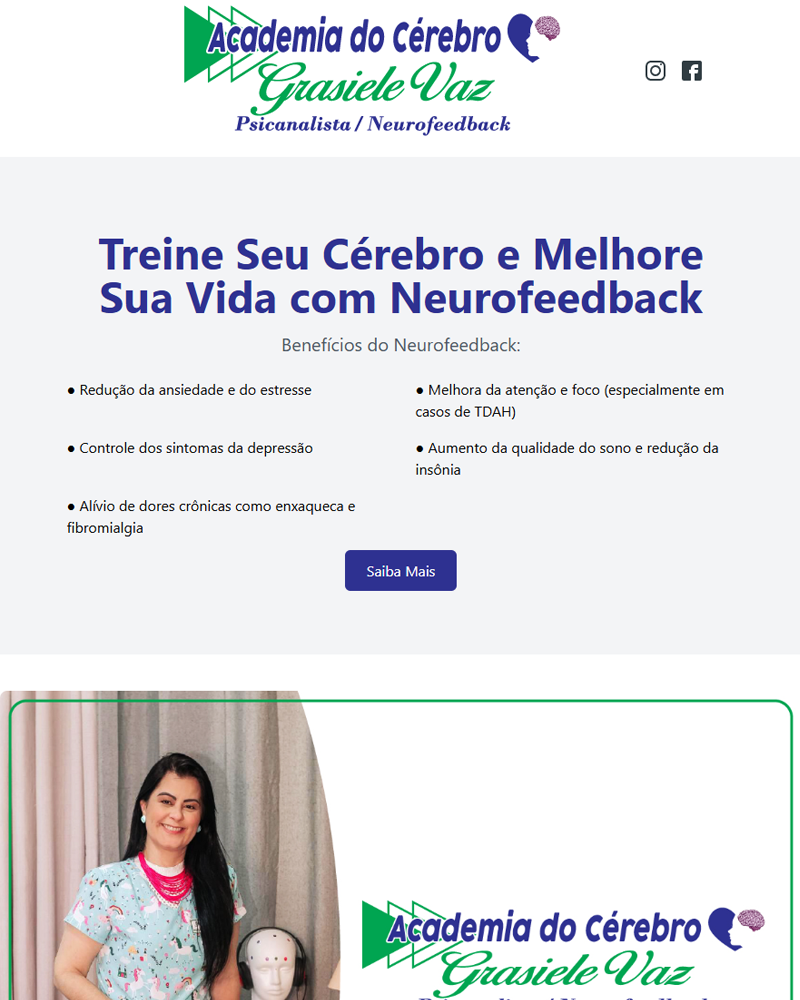 Academia do Cérebro
Grasiele Vaz
Psicanalista / Neurofeedback
Treine Seu Cérebro e Melhore
Sua Vida com Neurofeedback
Benefícios do Neurofeedback:
● Redução da ansiedade e do estresse
● Melhora da atenção e foco (especialmente em
casos de TDAH)
● Controle dos sintomas da depressão
● Aumento da qualidade do sono e redução da
insônia
● Alívio de dores crônicas como enxaqueca e
fibromialgia
Saiba Mais
Academia do Cérebro
Grasiele Vaz
Psicanalista / Neurofeedback